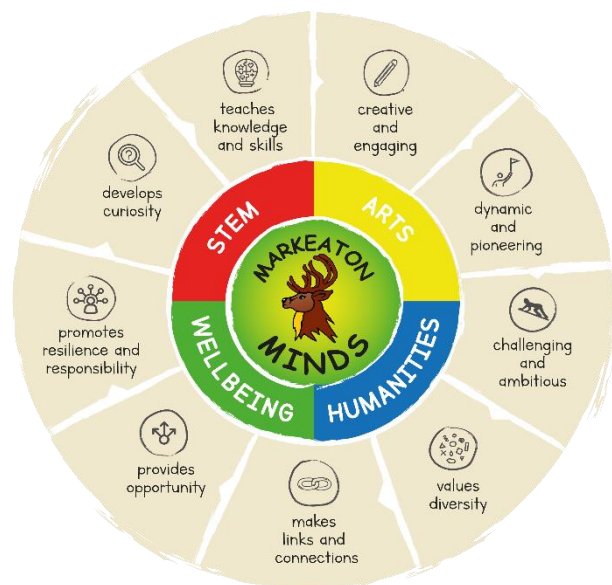 teaches
knowledge
and skills
creative
and
engaging
dynamic
and
pioneering
challenging
and
ambitious
values
diversity
makes
links and
connections
provides
opportunity
promotes
resilience and
responsibility
develops
curiosity
STEM
ARTS
HUMANITIES
WELLBEING
MARKEATON
MINDS